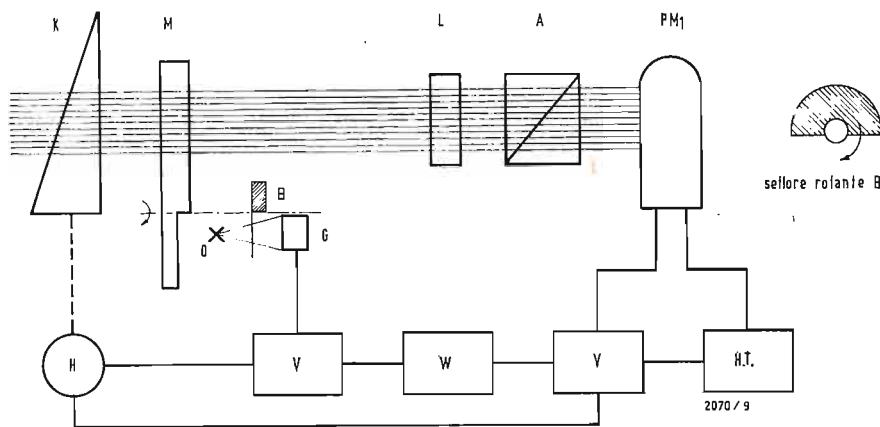 K M L A PM1
B
O G
settore rotante B
H V W V H.T.
2070/9